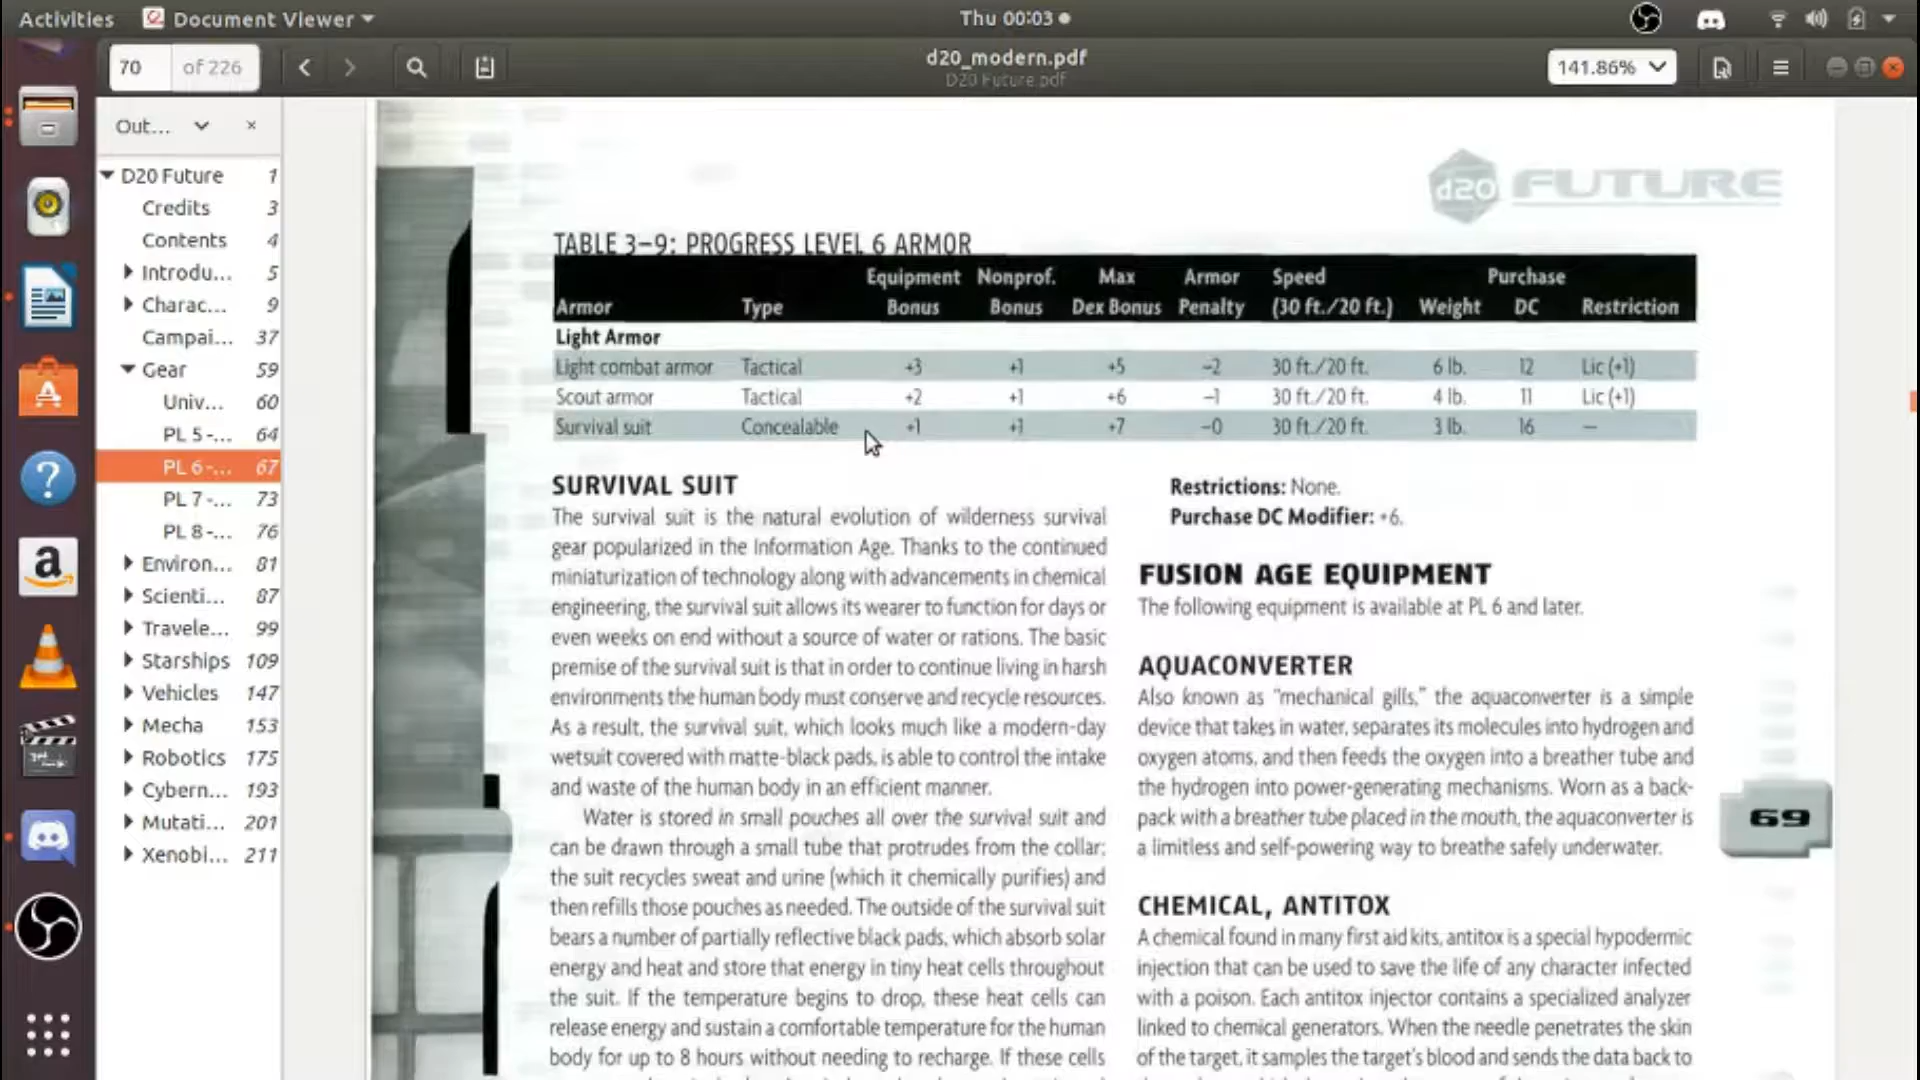 Activities
Document Viewer
Thu 00:03
70 of 226
d20_modern.pdf
D20 Future.pdf
141.86%
Out...
D20 Future 1
Credits 3
Contents 4
Introdu... 5
Charac... 9
Campai... 37
Gear 59
Univ... 60
PL 5 -... 64
PL 6 -... 67
PL 7 -... 73
PL 8 -... 76
Environ... 81
Scienti... 87
Travele... 99
Starships 109
Vehicles 147
Mecha 153
Robotics 175
Cybern... 193
Mutati... 201
Xenobi... 211
d20 FUTURE
TABLE 3–9: PROGRESS LEVEL 6 ARMOR
Equipment Nonprof. Max Armor Speed Purchase
Armor Type Bonus Bonus Dex Bonus Penalty (30 ft./20 ft.) Weight DC Restriction
Light Armor
Light combat armor Tactical +3 +1 +5 –2 30 ft./20 ft. 6 lb. 12 Lic (+1)
Scout armor Tactical +2 +1 +6 –1 30 ft./20 ft. 4 lb. 11 Lic (+1)
Survival suit Concealable +1 +1 +7 –0 30 ft./20 ft. 3 lb. 16 —
SURVIVAL SUIT
The survival suit is the natural evolution of wilderness survival
gear popularized in the Information Age. Thanks to the continued
miniaturization of technology along with advancements in chemical
engineering, the survival suit allows its wearer to function for days or
even weeks on end without a source of water or rations. The basic
premise of the survival suit is that in order to continue living in harsh
environments the human body must conserve and recycle resources.
As a result, the survival suit, which looks much like a modern-day
wetsuit covered with matte-black pads, is able to control the intake
and waste of the human body in an efficient manner.
Water is stored in small pouches all over the survival suit and
can be drawn through a small tube that protrudes from the collar;
the suit recycles sweat and urine (which it chemically purifies) and
then refills those pouches as needed. The outside of the survival suit
bears a number of partially reflective black pads, which absorb solar
energy and heat and store that energy in tiny heat cells throughout
the suit. If the temperature begins to drop, these heat cells can
release energy and sustain a comfortable temperature for the human
body for up to 8 hours without needing to recharge. If these cells
Restrictions: None.
Purchase DC Modifier: +6.
FUSION AGE EQUIPMENT
The following equipment is available at PL 6 and later.
AQUACONVERTER
Also known as "mechanical gills," the aquaconverter is a simple
device that takes in water, separates its molecules into hydrogen and
oxygen atoms, and then feeds the oxygen into a breather tube and
the hydrogen into power-generating mechanisms. Worn as a back-
pack with a breather tube placed in the mouth, the aquaconverter is
a limitless and self-powering way to breathe safely underwater.
CHEMICAL, ANTITOX
A chemical found in many first aid kits, antitox is a special hypodermic
injection that can be used to save the life of any character infected
with a poison. Each antitox injector contains a specialized analyzer
linked to chemical generators. When the needle penetrates the skin
of the target, it samples the target's blood and sends the data back to
69